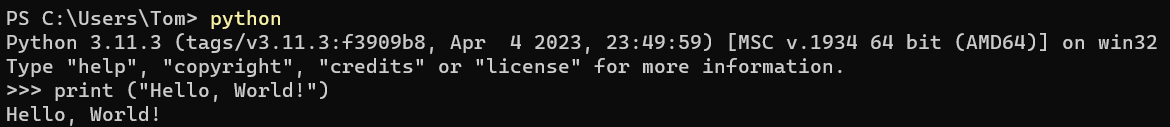 PS C:\Users\Tom> python
Python 3.11.3 (tags/v3.11.3:f3909b8, Apr  4 2023, 23:49:59) [MSC v.1934 64 bit (AMD64)] on win32
Type "help", "copyright", "credits" or "license" for more information.
>>> print ("Hello, World!")
Hello, World!